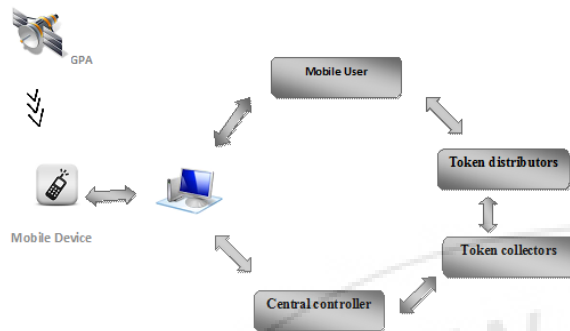 GPA
Mobile User
Token distributors
Mobile Device
Token collectors
Central controller